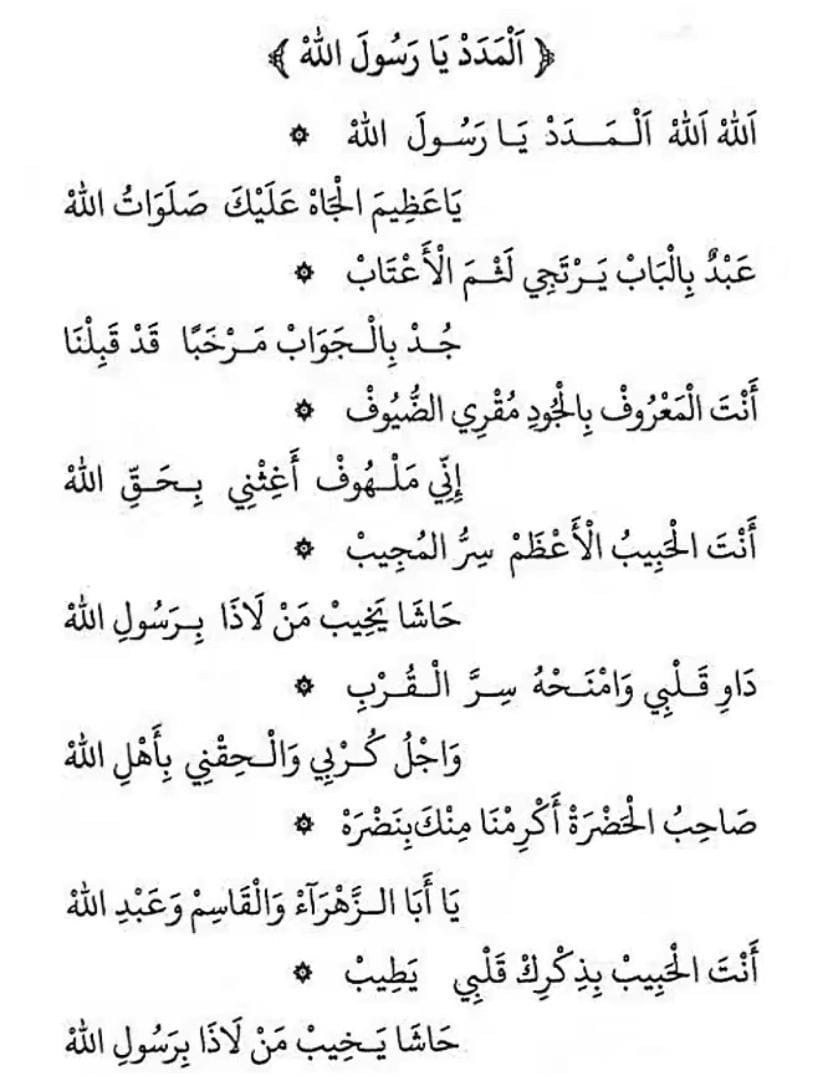 ﴿ اَلْمَدَدْ يَا رَسُولَ اللهْ ﴾
اَللهْ اَللهْ اَلْـمَــدَدْ يَـا رَسُـولَ اللهْ ۞
يَاعَظِيمَ الْجَاهْ عَلَيْكَ صَلَوَاتُ اللهْ
عَبْدٌ بِالْبَابْ يَـرْتَجِي لَثْـمَ الْأَعْتَابْ ۞
جُـدْ بِالْـجَوَابْ مَـرْحَبًا قَدْ قَبِلْنَا
أَنْتَ الْمَعْرُوفْ بِالْجُودِ مُقْرِي الضُّيُوفْ ۞
إِنِّي مَلْـهُوفْ أَغِثْنِي بِـحَـقِّ اللهْ
أَنْتَ الْحَبِيبُ الْأَعْظَمْ سِرُّ المُجِيبْ ۞
حَاشَا يَخِيبْ مَنْ لَاذَا بِـرَسُولِ اللهْ
دَاوِ قَـلْبِي وَامْنَـحْهُ سِـرَّ الْـقُـرْبِ ۞
وَاجْلُ كُـرْبِي وَالْـحِقْنِي بِأَهْلِ اللهْ
صَاحِبُ الْحَضْرَةْ أَكْرِمْنَا مِنْكَ بِنَضْرَهْ ۞
يَا أَبَا الـزَّهْرَآءْ وَالْقَاسِمْ وَعَبْدِ اللهْ
أَنْتَ الْحَبِيبْ بِذِكْرِكْ قَلْبِي يَطِيبْ ۞
حَاشَا يَـخِيبْ مَنْ لَاذَا بِرَسُولِ اللهْ